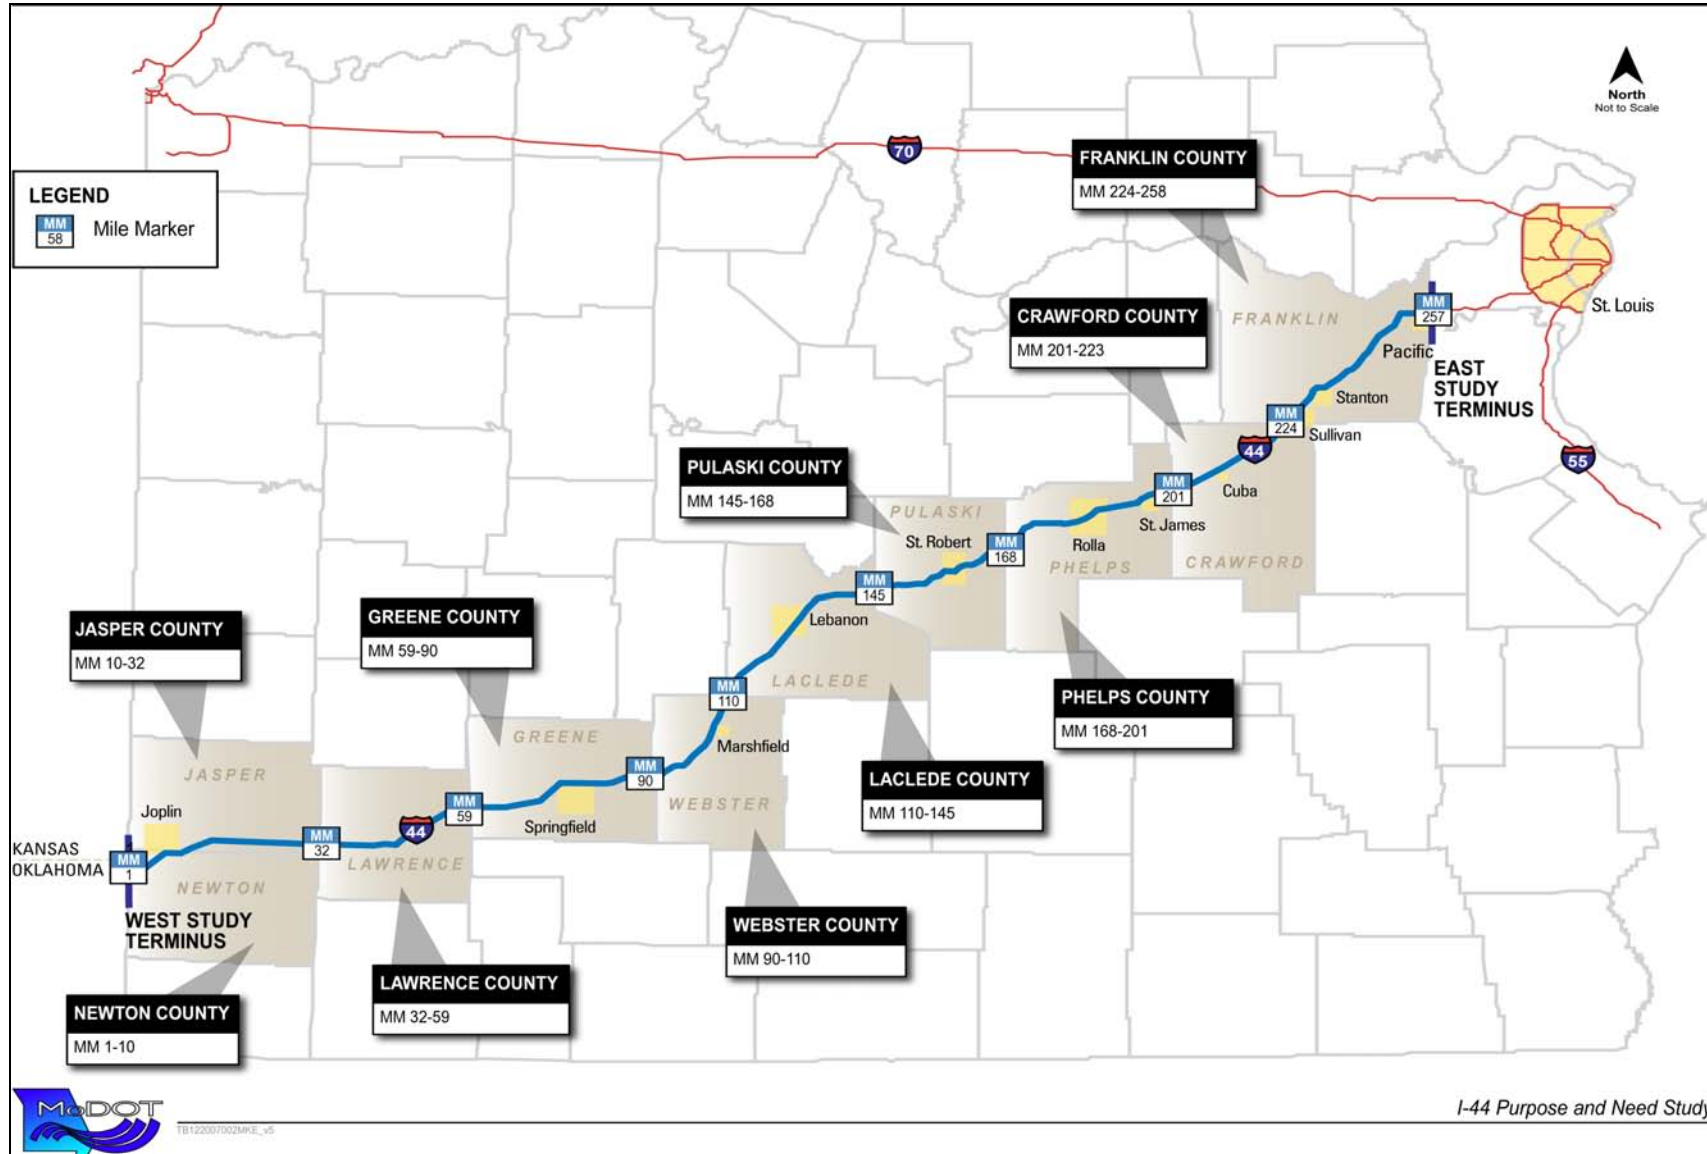 North
Not to Scale
70
FRANKLIN COUNTY
MM 224-258
LEGEND
MM
58
Mile Marker
CRAWFORD COUNTY
MM 201-223
FRANKLIN
MM
257
St. Louis
Pacific
EAST
STUDY
TERMINUS
Stanton
MM
224
Sullivan
44
55
PULASKI COUNTY
MM 145-168
MM
201
Cuba
PULASKI
St. James
St. Robert
MM
168
Rolla
PHELPS
CRAWFORD
MM
145
Lebanon
JASPER COUNTY
MM 10-32
GREENE COUNTY
MM 59-90
LACLEDE
MM
110
PHELPS COUNTY
MM 168-201
GREENE
Marshfield
JASPER
MM
90
LACLEDE COUNTY
MM 110-145
WEBSTER
Joplin
MM
59
Springfield
44
KANSAS
OKLAHOMA
MM
1
MM
32
LAWRENCE
NEWTON
WEST STUDY
TERMINUS
WEBSTER COUNTY
MM 90-110
LAWRENCE COUNTY
MM 32-59
NEWTON COUNTY
MM 1-10
MoDOT
TB122007002MKE_v5
I-44 Purpose and Need Study